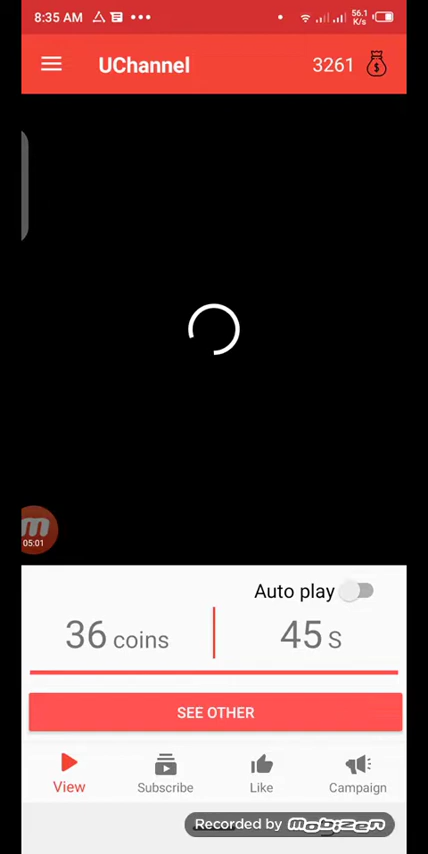 8:35 AM
56.1
K/s
UChannel
3261
05:01
Auto play
36 coins
45 S
SEE OTHER
View
Subscribe
Like
Campaign
Recorded by mobizen